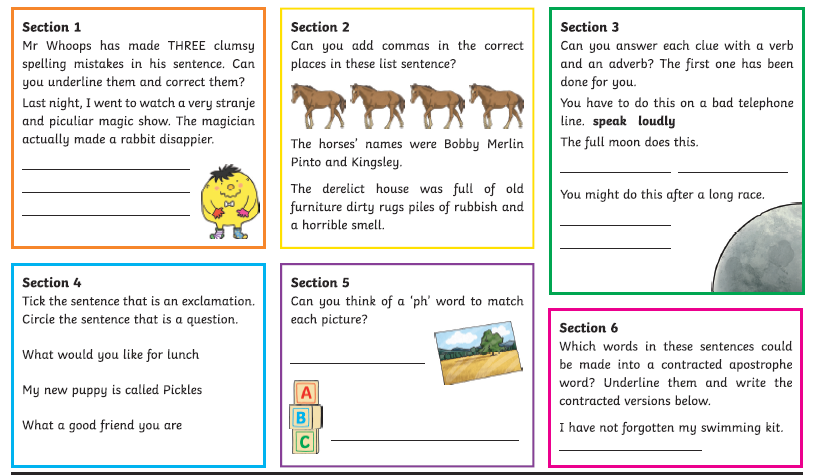 Section 1
Mr Whoops has made THREE clumsy
spelling mistakes in his sentence. Can
you underline them and correct them?
Last night, I went to watch a very stranje
and piculiar magic show. The magician
actually made a rabbit disappier.
Section 2
Can you add commas in the correct
places in these list sentence?
The horses’ names were Bobby Merlin
Pinto and Kingsley.
The derelict house was full of old
furniture dirty rugs piles of rubbish and
a horrible smell.
Section 3
Can you answer each clue with a verb
and an adverb? The first one has been
done for you.
You have to do this on a bad telephone
line. speak loudly
The full moon does this.
You might do this after a long race.
Section 4
Tick the sentence that is an exclamation.
Circle the sentence that is a question.
What would you like for lunch
My new puppy is called Pickles
What a good friend you are
Section 5
Can you think of a ‘ph’ word to match
each picture?
A
B
C
Section 6
Which words in these sentences could
be made into a contracted apostrophe
word? Underline them and write the
contracted versions below.
I have not forgotten my swimming kit.